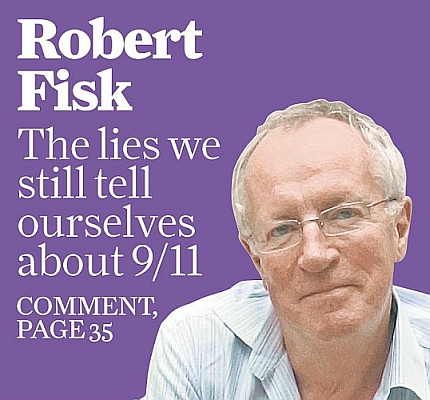 Robert
Fisk
The lies we
still tell
ourselves
about 9/11
COMMENT,
PAGE 35